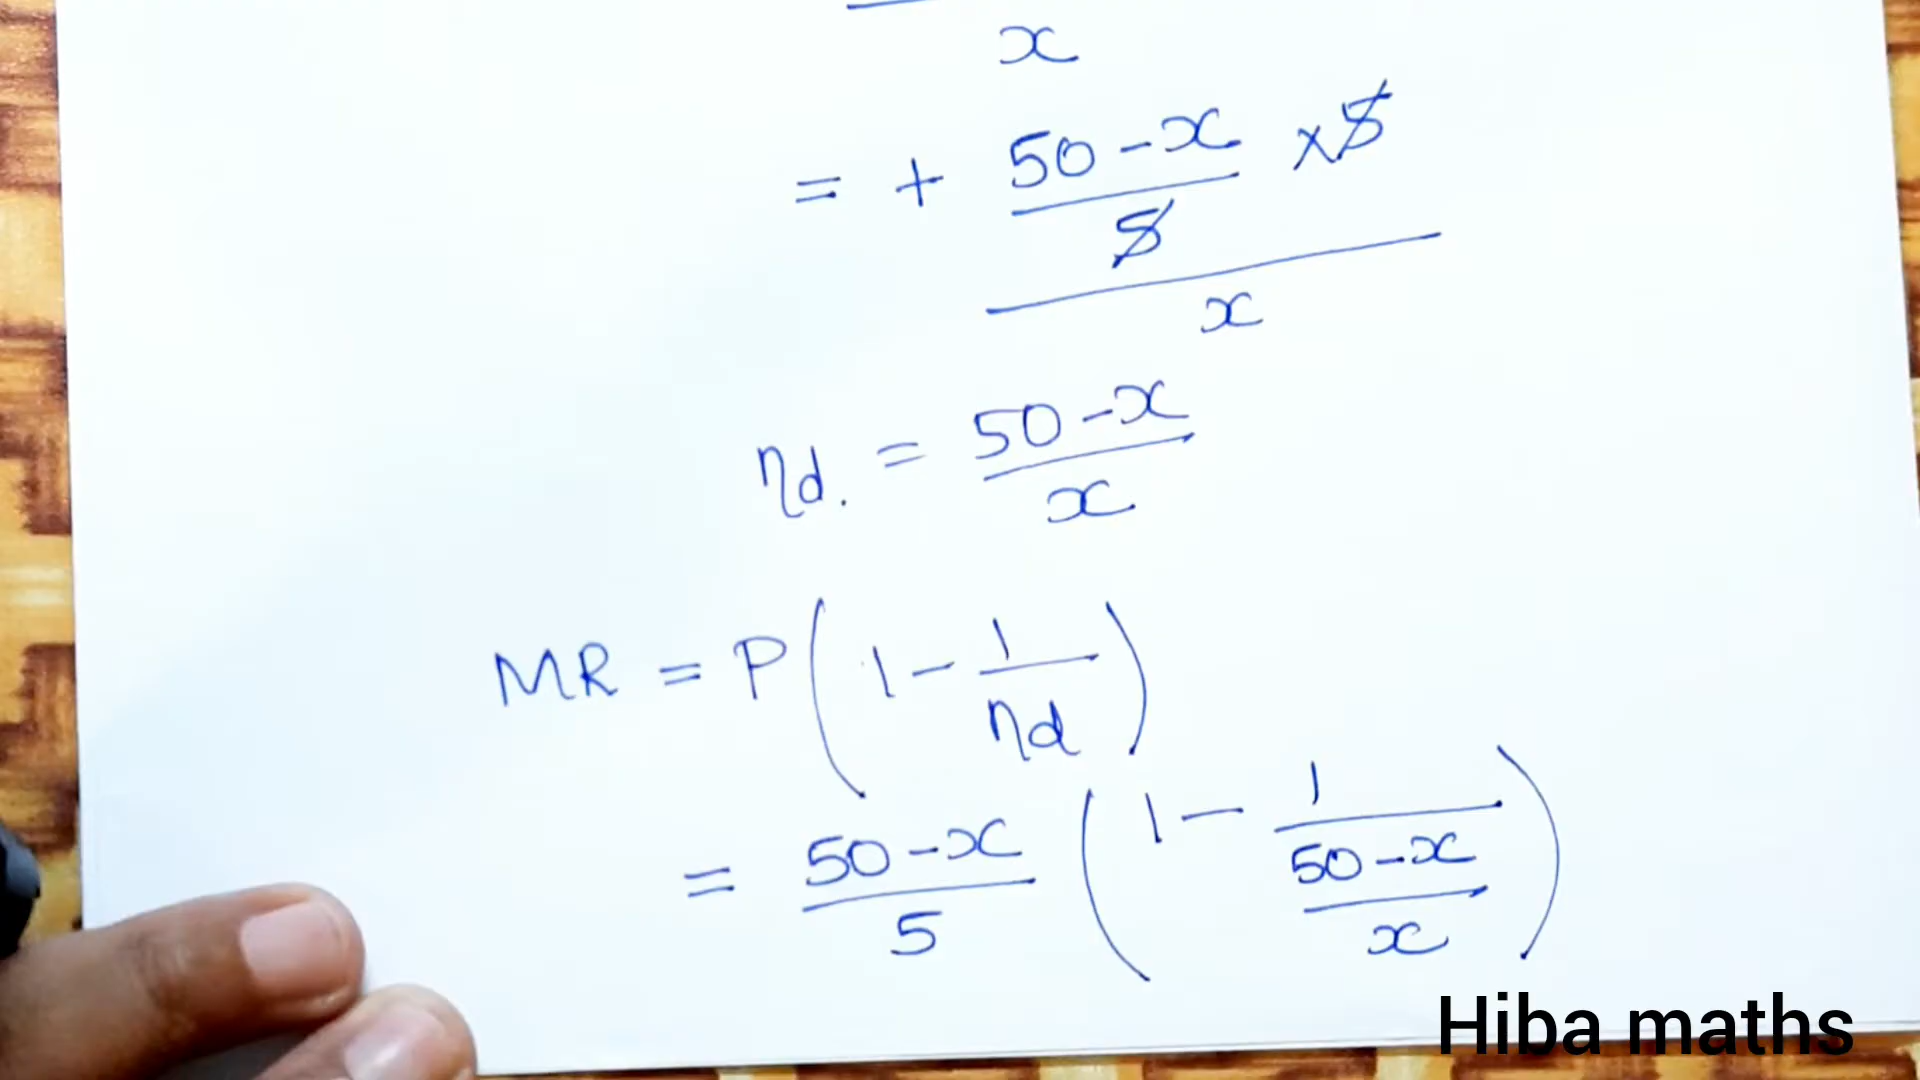 x
= + 50-x ×5
5
x
ηd. = 50-x
x
MR = P(1 - 1
ηd)
= 50-x (1 - 1
5 50-x
x)
Hiba maths